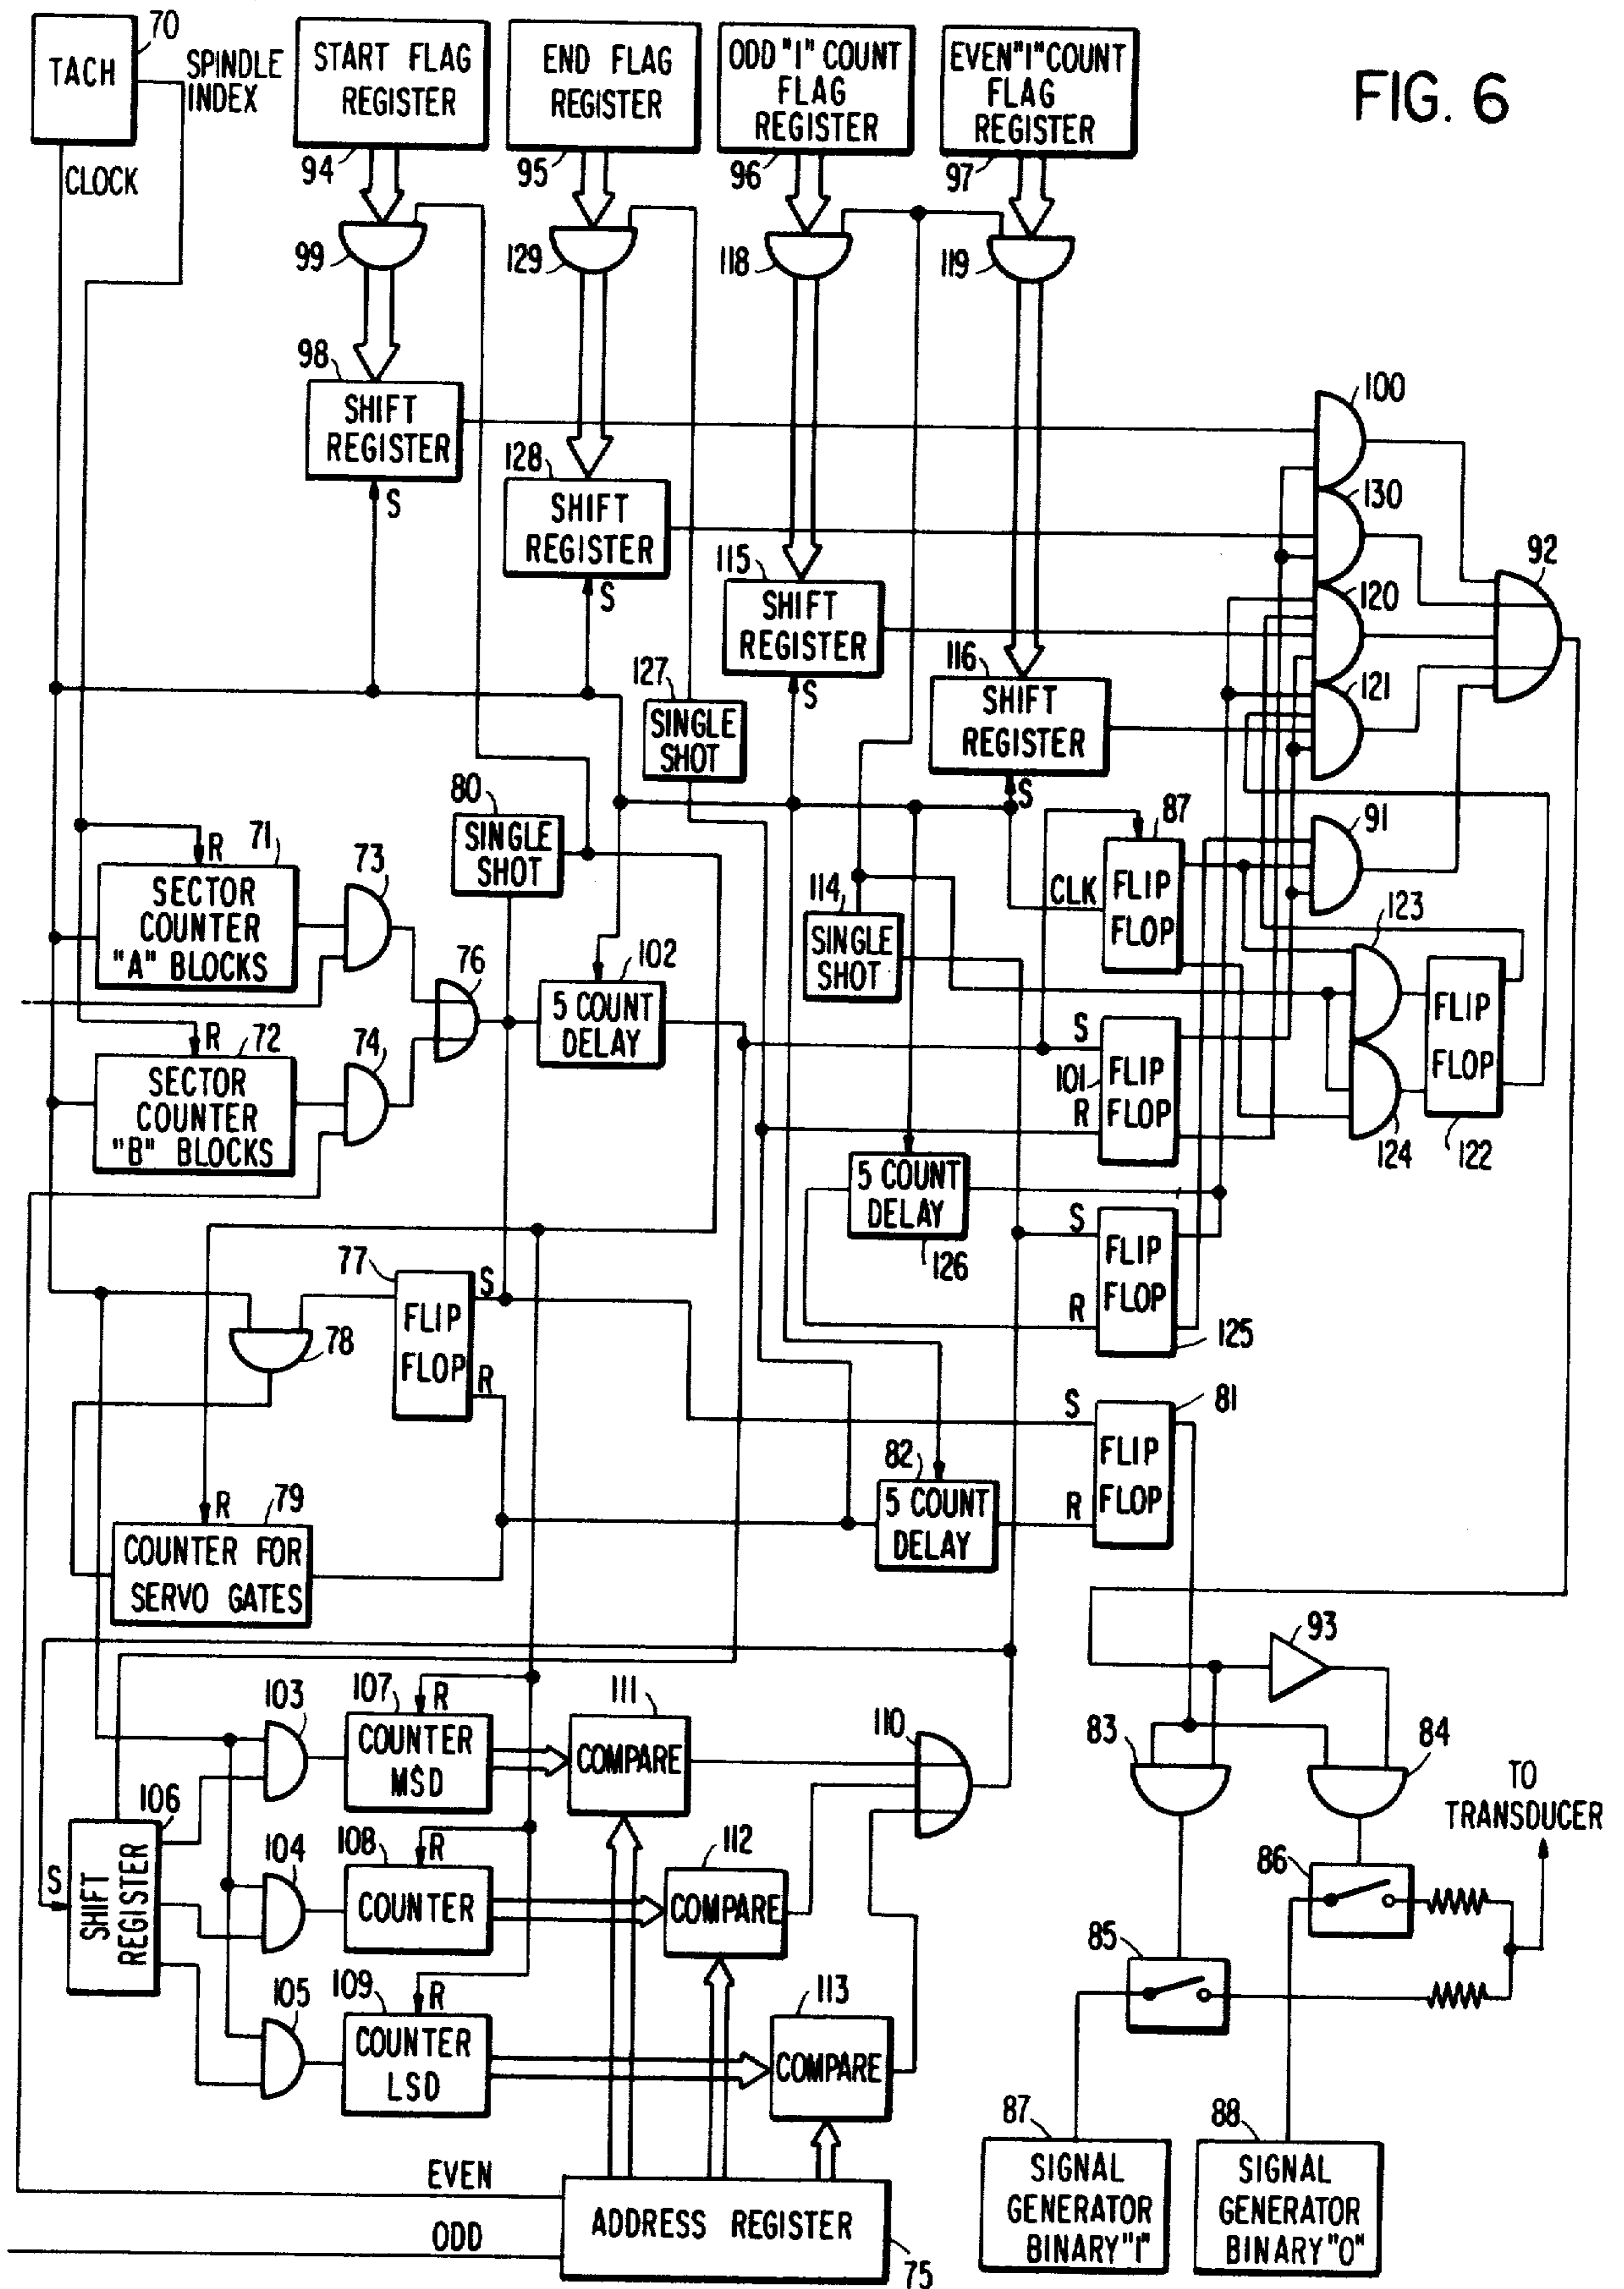 FIG. 6
70
TACH
SPINDLE
INDEX
CLOCK
START FLAG
REGISTER
94
END FLAG
REGISTER
95
ODD "1" COUNT
FLAG
REGISTER
96
EVEN "1" COUNT
FLAG
REGISTER
97
99
129
118
119
98
SHIFT
REGISTER
S
128
SHIFT
REGISTER
S
115
SHIFT
REGISTER
S
116
SHIFT
REGISTER
S
100
130
120
121
92
127
SINGLE
SHOT
80
SINGLE
SHOT
114
SINGLE
SHOT
87
CLK
FLIP
FLOP
91
123
124
FLIP
FLOP
122
R
71
SECTOR
COUNTER
"A" BLOCKS
73
R
72
SECTOR
COUNTER
"B" BLOCKS
74
76
102
5 COUNT
DELAY
S
101
R
FLIP
FLOP
5 COUNT
DELAY
126
S
R
FLIP
FLOP
125
77
S
FLIP
FLOP
R
78
S
81
FLIP
FLOP
R
82
5 COUNT
DELAY
R
79
COUNTER FOR
SERVO GATES
93
83
84
103
107
R
COUNTER
MSD
111
COMPARE
110
TO
TRANSDUCER
106
S
SHIFT
REGISTER
104
108
R
COUNTER
112
COMPARE
86
85
105
109
R
COUNTER
LSD
113
COMPARE
87
SIGNAL
GENERATOR
BINARY "1"
88
SIGNAL
GENERATOR
BINARY "0"
EVEN
ODD
ADDRESS REGISTER
75